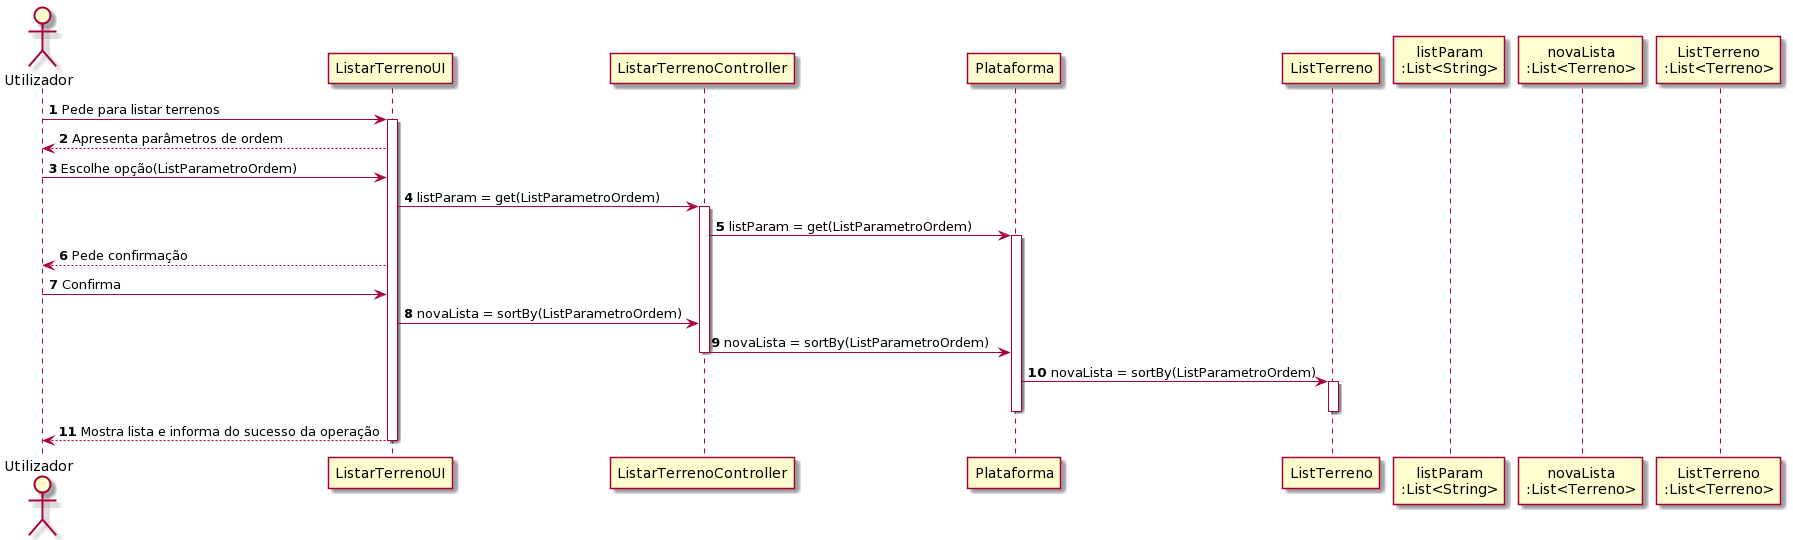 Utilizador
ListarTerrenoUI
ListarTerrenoController
Plataforma
ListTerreno
listParam
:List<String>
novaLista
:List<Terreno>
ListTerreno
:List<Terreno>
1 Pede para listar terrenos
2 Apresenta parâmetros de ordem
3 Escolhe opção(ListParametroOrdem)
4 listParam = get(ListParametroOrdem)
5 listParam = get(ListParametroOrdem)
6 Pede confirmação
7 Confirma
8 novaLista = sortBy(ListParametroOrdem)
9 novaLista = sortBy(ListParametroOrdem)
10 novaLista = sortBy(ListParametroOrdem)
11 Mostra lista e informa do sucesso da operação
Utilizador
ListarTerrenoUI
ListarTerrenoController
Plataforma
ListTerreno
listParam
:List<String>
novaLista
:List<Terreno>
ListTerreno
:List<Terreno>